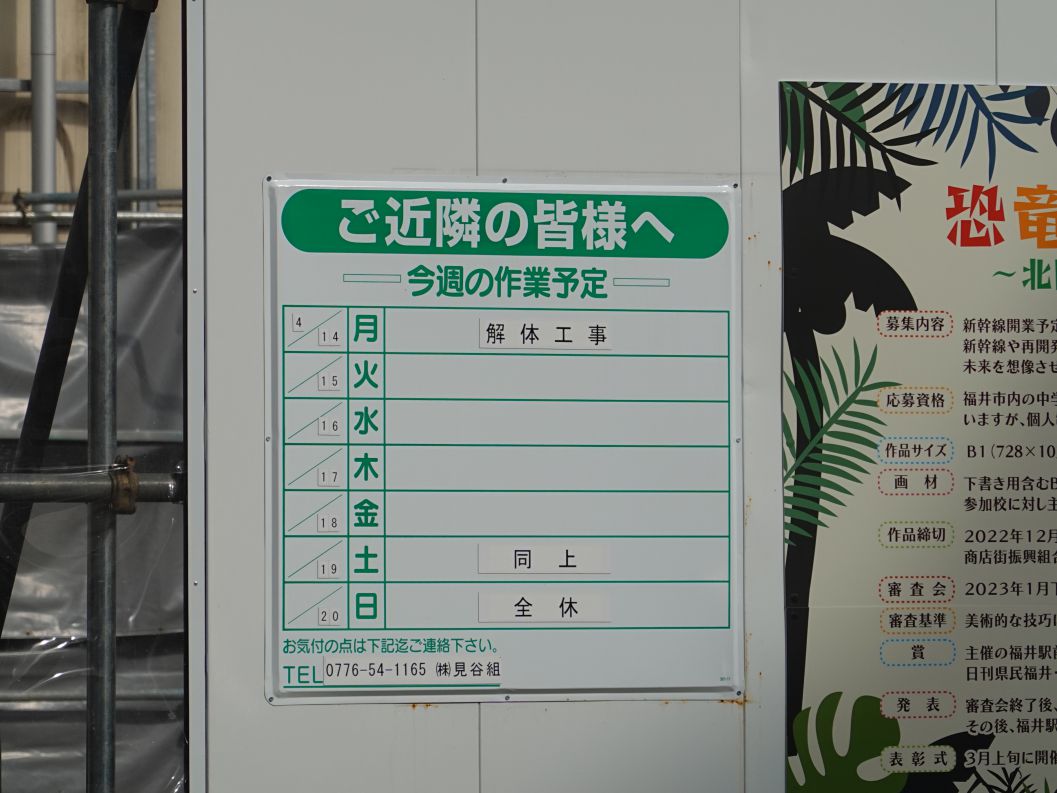 ご近隣の皆様へ
今週の作業予定
4/14 月 解体工事
15 火
16 水
17 木
18 金
19 土 同上
20 日 全休
お気付の点は下記迄ご連絡下さい。
TEL 0776-54-1165 ㈱見谷組
恐竜
～北
募集内容 新幹線開業予定
新幹線や再開発
未来を想像させ
応募資格 福井市内の中学
いますが、個人
作品サイズ B1(728×10
画材 下書き用含むB
参加校に対し主
作品締切 2022年12月
商店街振興組合
審査会 2023年1月下
審査基準 美術的な技巧
賞 主催の福井駅前
日刊県民福井・
発表 審査会終了後、
その後、福井駅
表彰式 3月上旬に開催